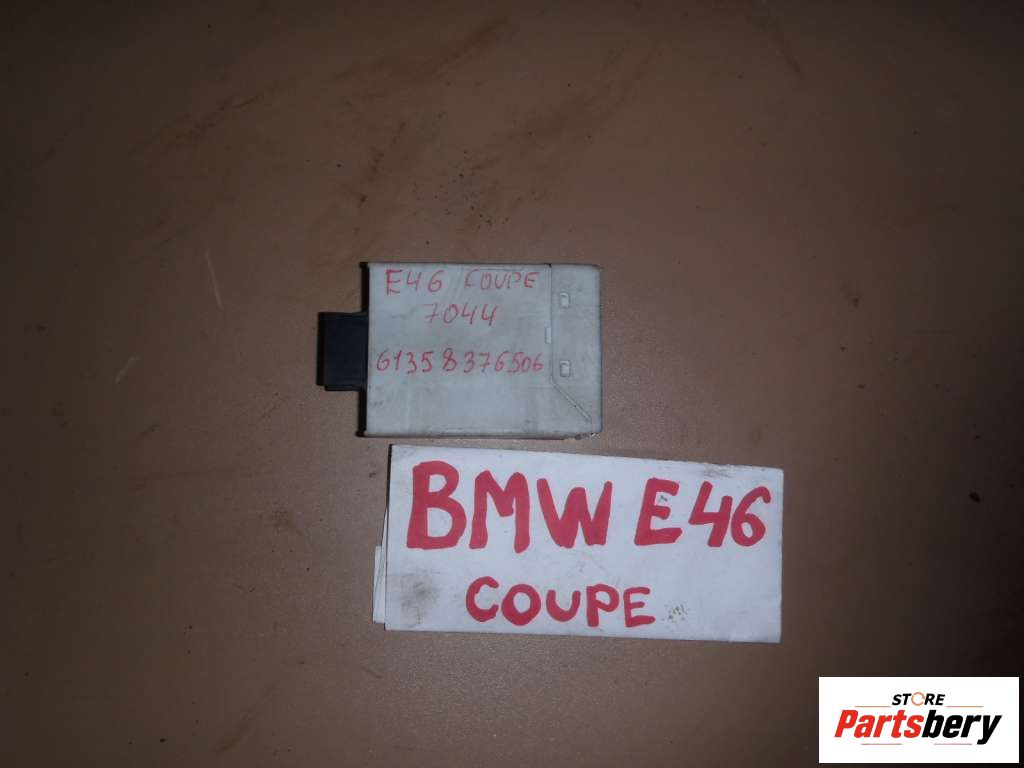 E46 COUPE
7044
61358376506
BMW E46
COUPE
STORE
Partsbery